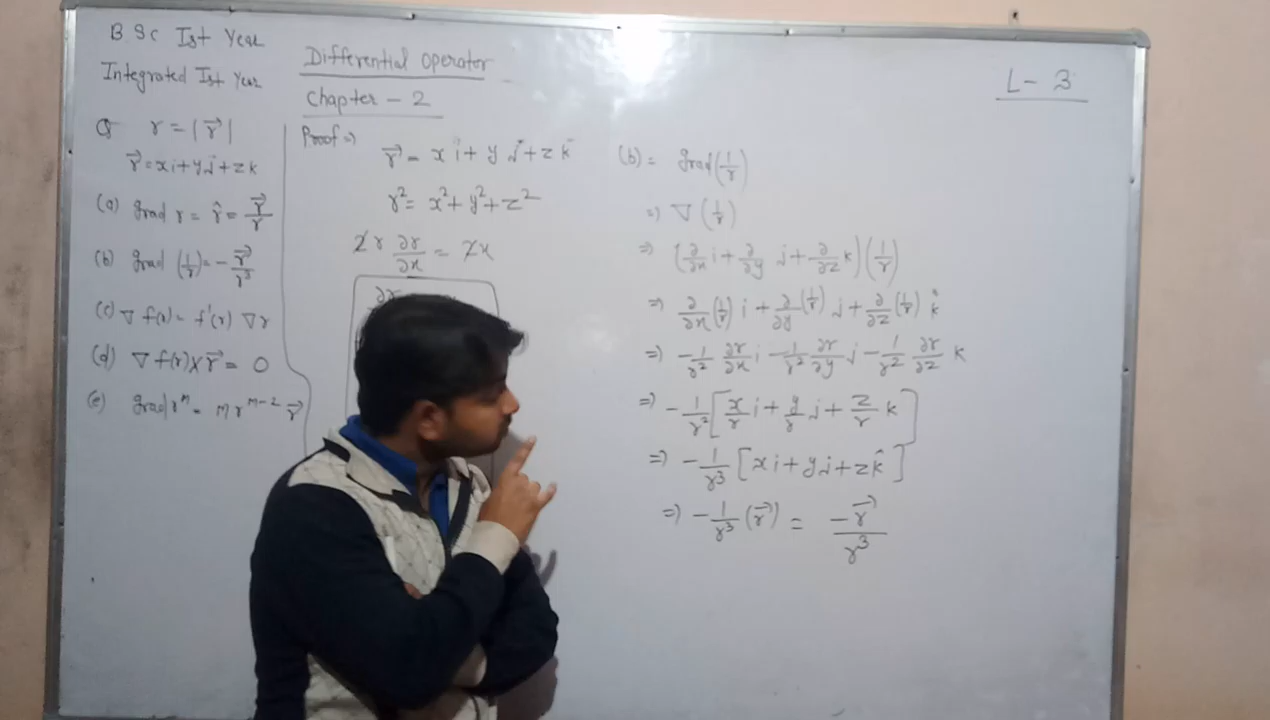 B.Sc Ist Year
Integrated Ist Year
Differential operator
Chapter - 2
L - 3
Q r = |r⃗|
r⃗ = xi + yj + zk
(a) grad r = r̂ = r⃗/r
(b) grad (1/r) = - r⃗/r³
(c) ∇ f(r) = f'(r) ∇r
(d) ∇ f(r) × r⃗ = 0
(e) grad rᵐ = m rᵐ⁻² r⃗
Proof ⇒
r⃗ = x i + y j + z k
r² = x² + y² + z²
2r ∂r/∂x = 2x
(b) = grad (1/r)
⇒ ∇ (1/r)
⇒ (∂/∂x i + ∂/∂y j + ∂/∂z k) (1/r)
⇒ ∂/∂x (1/r) i + ∂/∂y (1/r) j + ∂/∂z (1/r) k̂
⇒ - 1/r² ∂r/∂x i - 1/r² ∂r/∂y j - 1/r² ∂r/∂z k
⇒ - 1/r² [x/r i + y/r j + z/r k]
⇒ - 1/r³ [x i + y j + z k̂]
⇒ - 1/r³ (r⃗) = - r⃗/r³